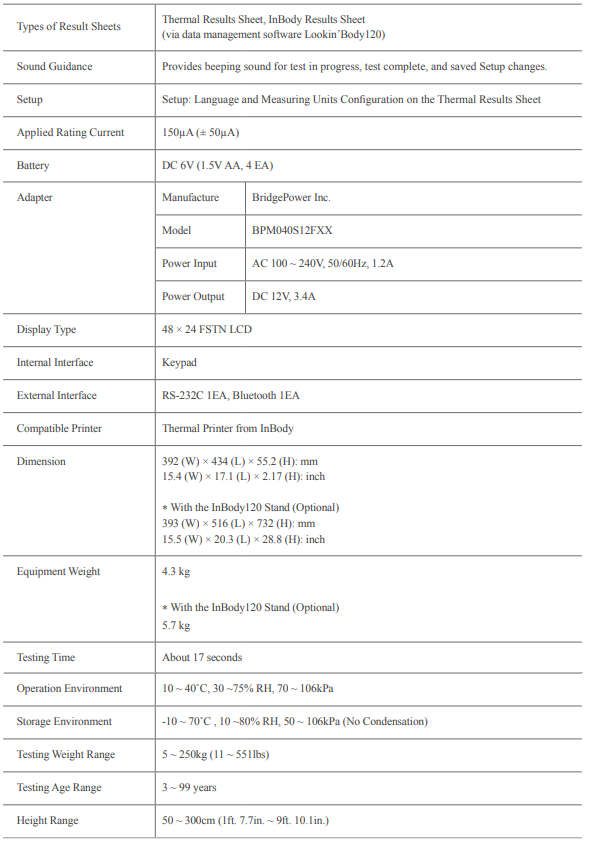 Types of Result Sheets
Thermal Results Sheet, InBody Results Sheet
(via data management software Lookin'Body120)
Sound Guidance
Provides beeping sound for test in progress, test complete, and saved Setup changes.
Setup
Setup: Language and Measuring Units Configuration on the Thermal Results Sheet
Applied Rating Current
150μA (± 50μA)
Battery
DC 6V (1.5V AA, 4 EA)
Adapter
Manufacture
BridgePower Inc.
Model
BPM040S12FXX
Power Input
AC 100 ~ 240V, 50/60Hz, 1.2A
Power Output
DC 12V, 3.4A
Display Type
48 × 24 FSTN LCD
Internal Interface
Keypad
External Interface
RS-232C 1EA, Bluetooth 1EA
Compatible Printer
Thermal Printer from InBody
Dimension
392 (W) × 434 (L) × 55.2 (H): mm
15.4 (W) × 17.1 (L) × 2.17 (H): inch
* With the InBody120 Stand (Optional)
393 (W) × 516 (L) × 732 (H): mm
15.5 (W) × 20.3 (L) × 28.8 (H): inch
Equipment Weight
4.3 kg
* With the InBody120 Stand (Optional)
5.7 kg
Testing Time
About 17 seconds
Operation Environment
10 ~ 40˚C, 30 ~75% RH, 70 ~ 106kPa
Storage Environment
-10 ~ 70˚C , 10 ~80% RH, 50 ~ 106kPa (No Condensation)
Testing Weight Range
5 ~ 250kg (11 ~ 551lbs)
Testing Age Range
3 ~ 99 years
Height Range
50 ~ 300cm (1ft. 7.7in. ~ 9ft. 10.1in.)